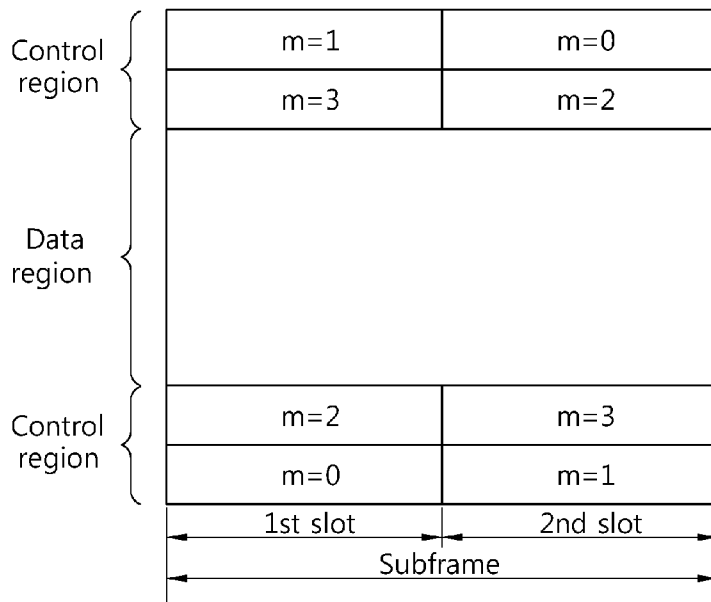 Control
region
m=1 m=0
m=3 m=2
Data
region
Control
region
m=2 m=3
m=0 m=1
1st slot 2nd slot
Subframe